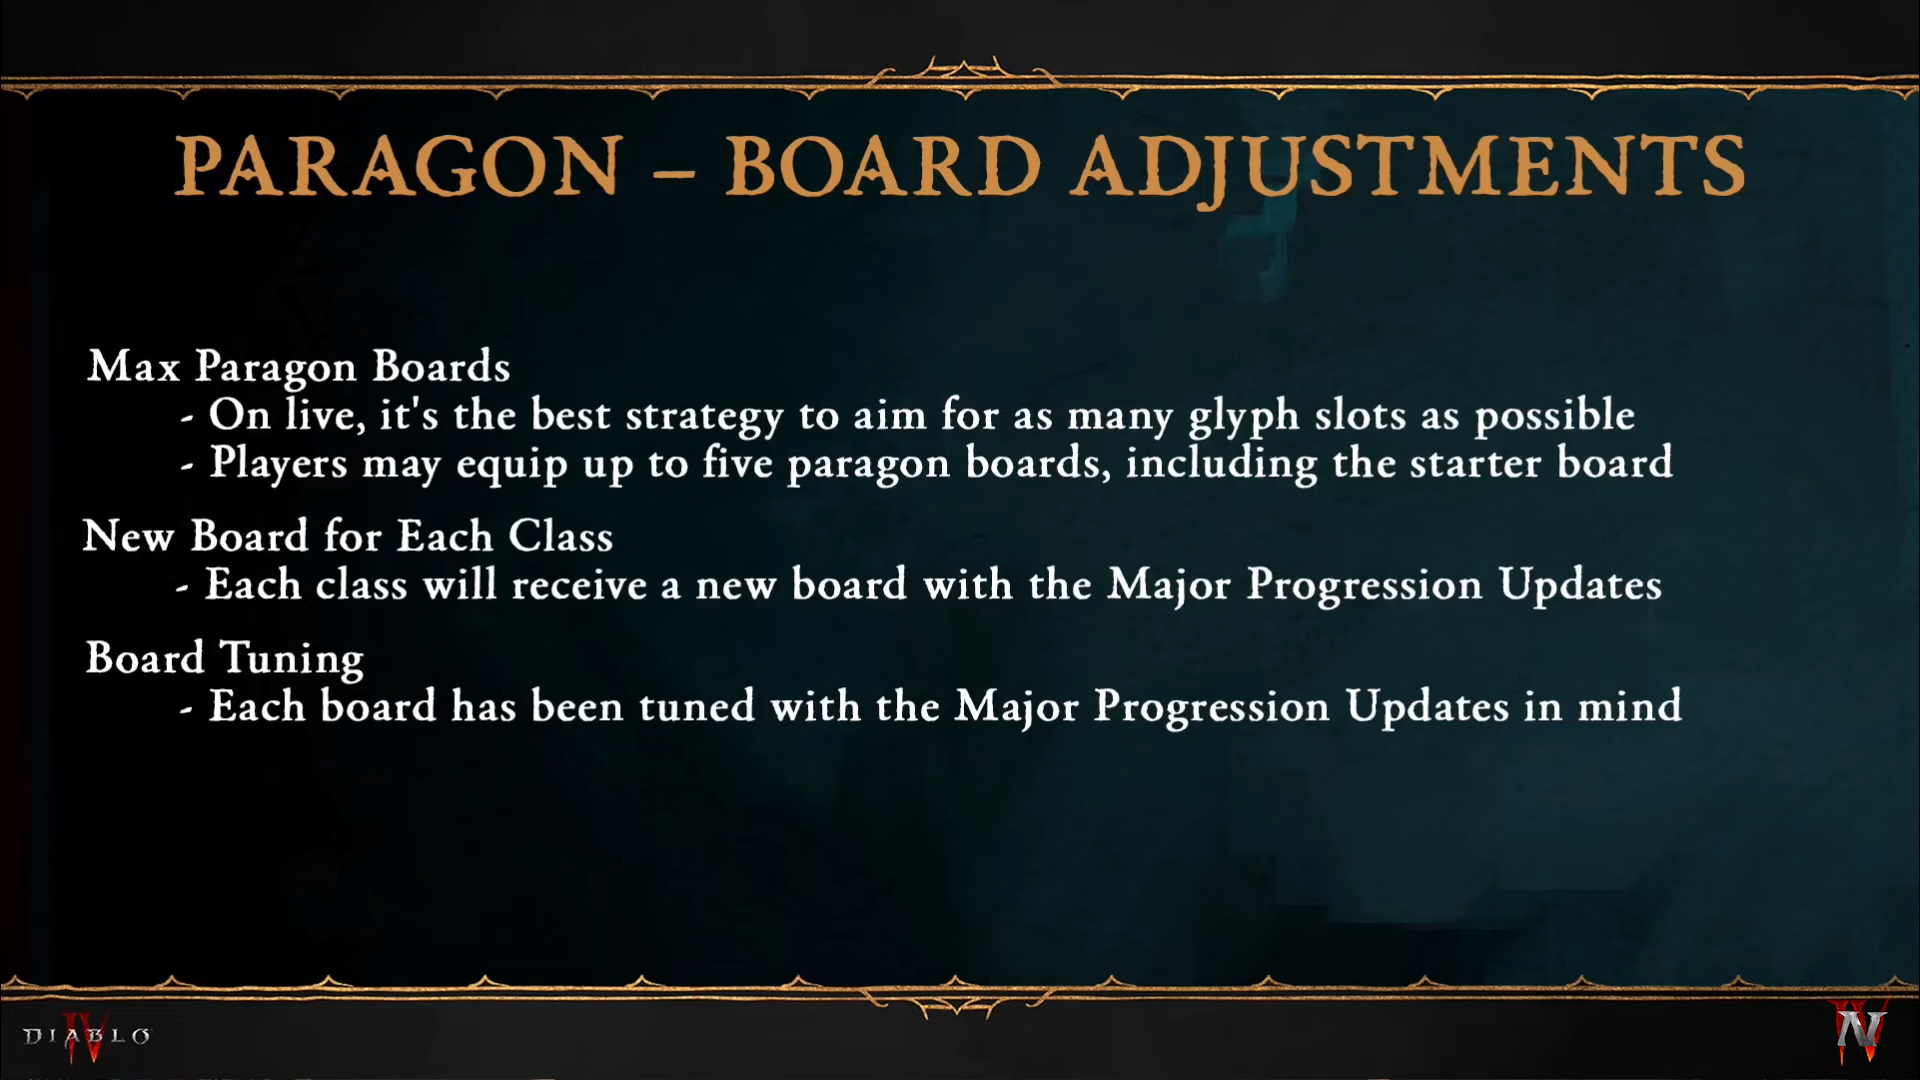 PARAGON – BOARD ADJUSTMENTS
Max Paragon Boards
- On live, it's the best strategy to aim for as many glyph slots as possible
- Players may equip up to five paragon boards, including the starter board
New Board for Each Class
- Each class will receive a new board with the Major Progression Updates
Board Tuning
- Each board has been tuned with the Major Progression Updates in mind
DIABLO IV
N